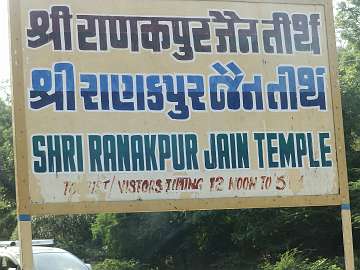 श्री राणकपुर जैन तीर्थ
શ્રી રાણકપુર જૈન તીર્થ
SHRI RANAKPUR JAIN TEMPLE
/VISITORS TIMING 12 NOON TO 5